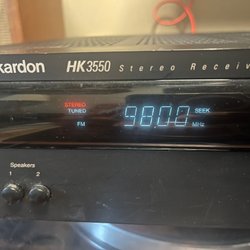 kardon HK3550 Stereo Receiv
STEREO
TUNED
FM 98.00 SEEK
MHz
Speakers
1 2